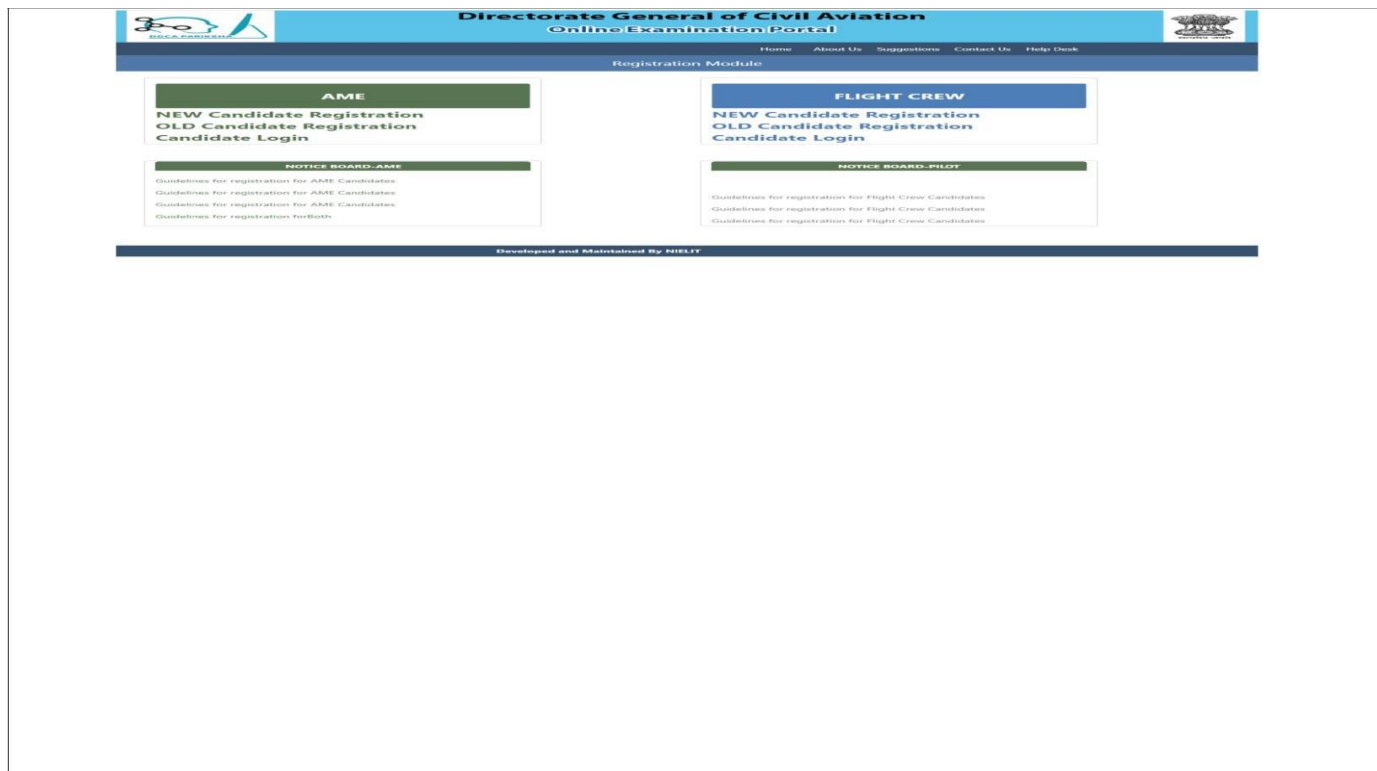 Directorate General of Civil Aviation
Online Examination Portal
DGCA PARIKSHA
Home About Us Suggestions Contact Us Help Desk
Registration Module
AME
NEW Candidate Registration
OLD Candidate Registration
Candidate Login
FLIGHT CREW
NEW Candidate Registration
OLD Candidate Registration
Candidate Login
NOTICE BOARD-AME
Guidelines for registration for AME Candidates
Guidelines for registration for AME Candidates
Guidelines for registration for AME Candidates
Guidelines for registration forBoth
NOTICE BOARD-PILOT
Guidelines for registration for Flight Crew Candidates
Guidelines for registration for Flight Crew Candidates
Guidelines for registration for Flight Crew Candidates
Developed and Maintained By NIELIT